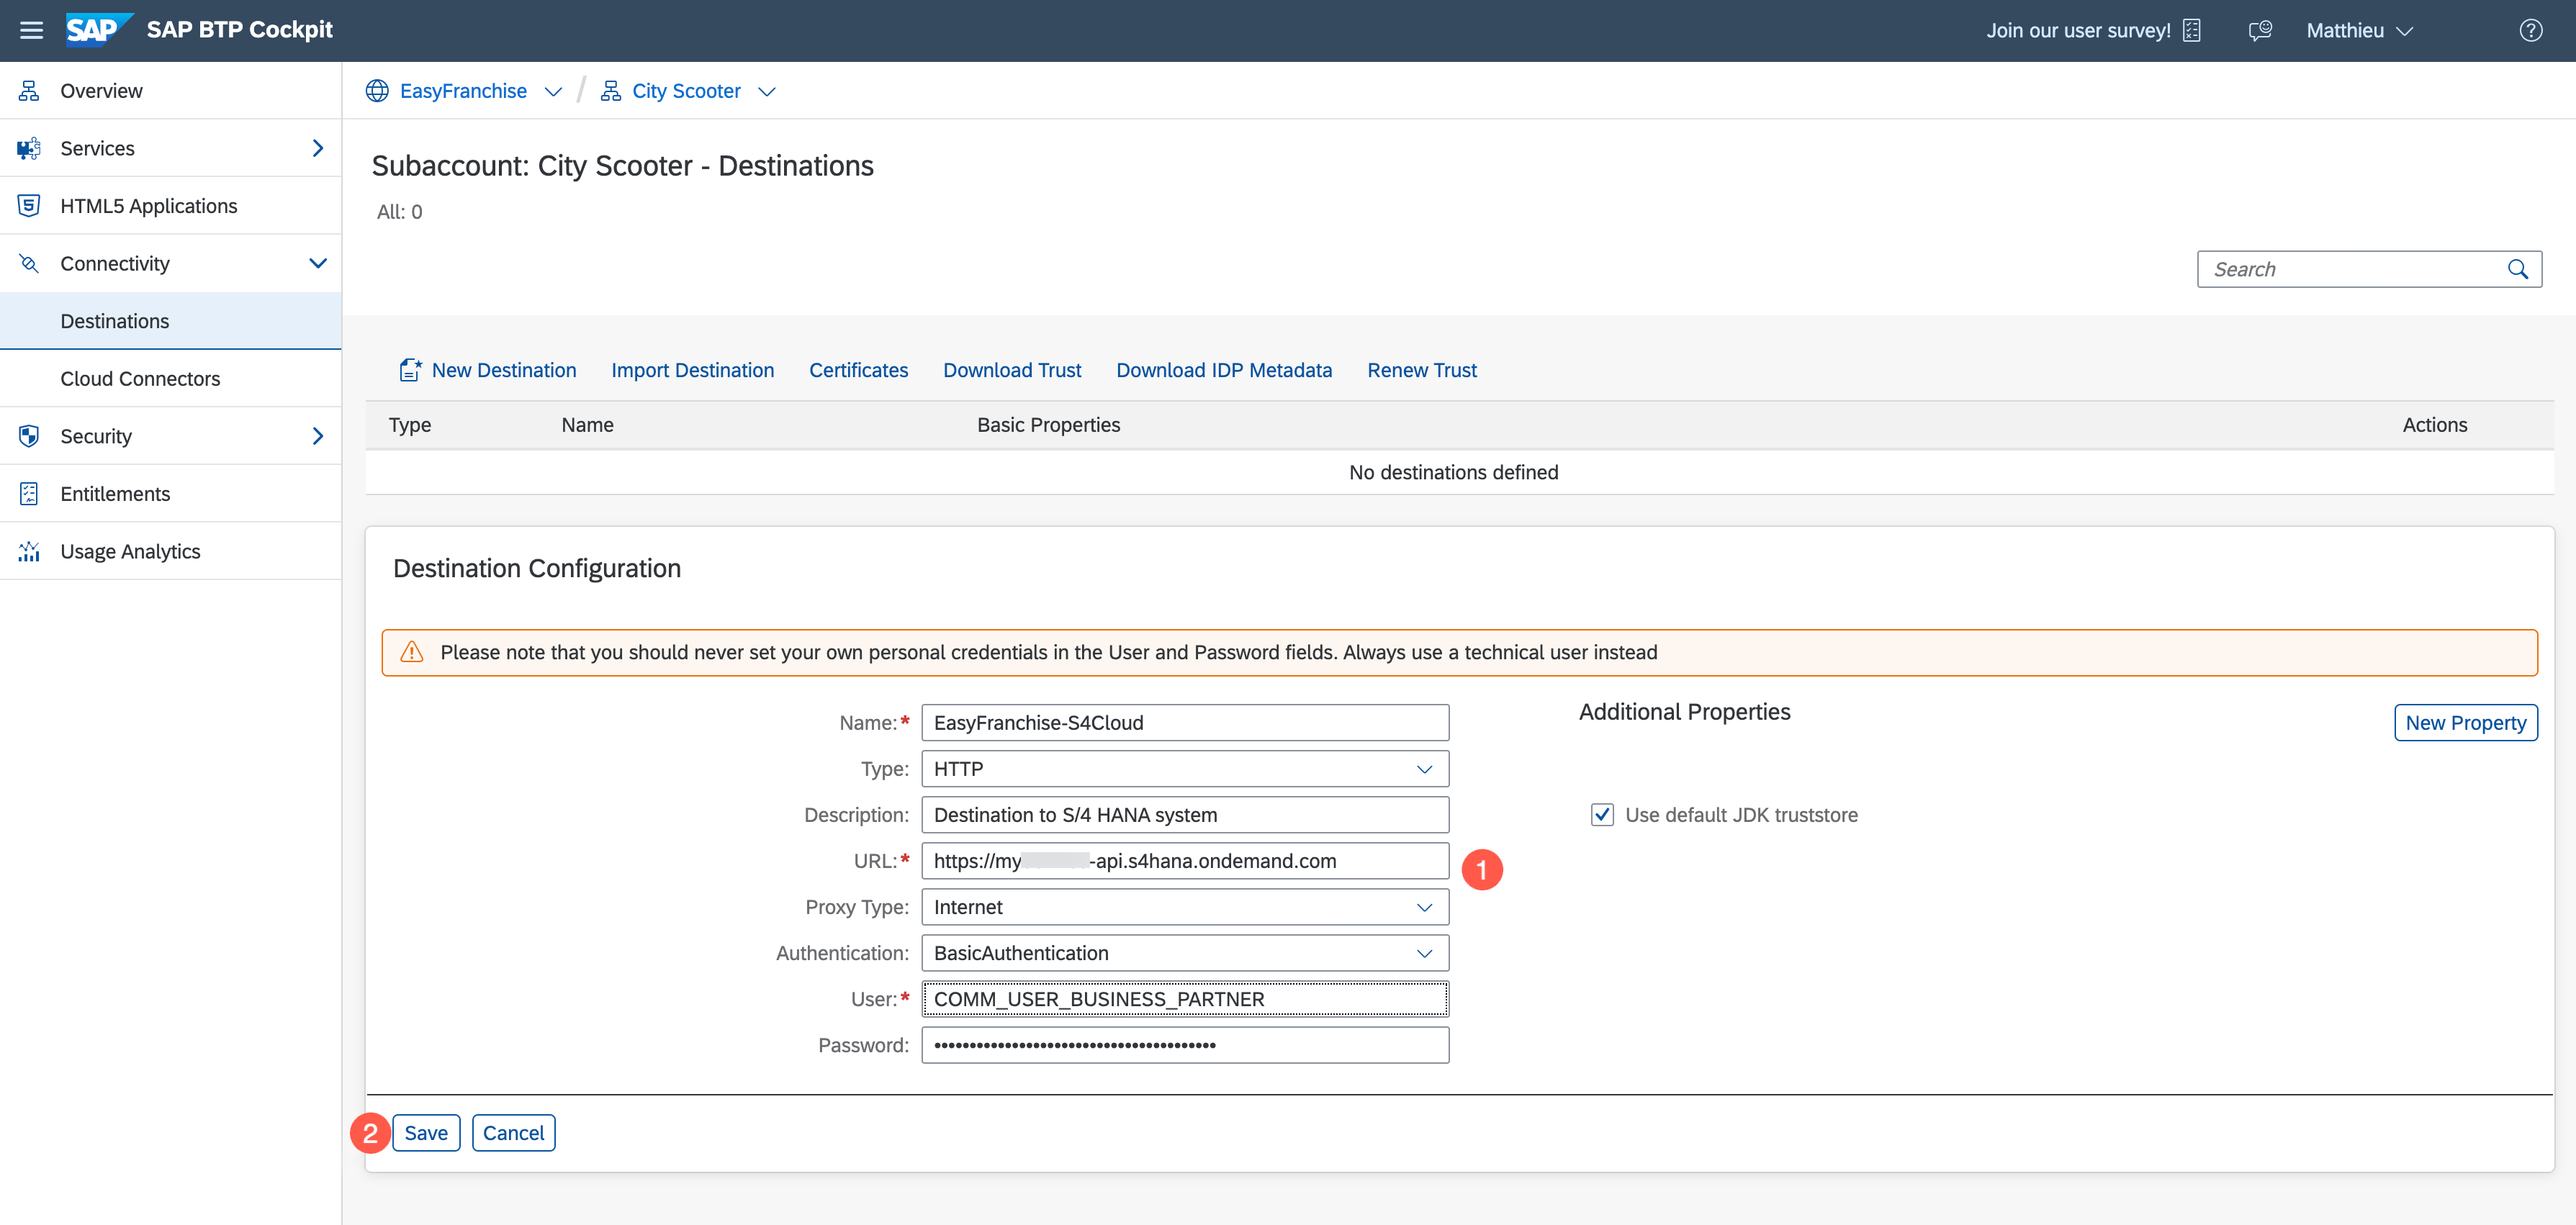 SAP SAP BTP Cockpit
Join our user survey!
Matthieu
Overview
Services
HTML5 Applications
Connectivity
Destinations
Cloud Connectors
Security
Entitlements
Usage Analytics
EasyFranchise / City Scooter
Subaccount: City Scooter - Destinations
All: 0
Search
New Destination Import Destination Certificates Download Trust Download IDP Metadata Renew Trust
Type Name Basic Properties Actions
No destinations defined
Destination Configuration
Please note that you should never set your own personal credentials in the User and Password fields. Always use a technical user instead
Name:* EasyFranchise-S4Cloud
Type: HTTP
Description: Destination to S/4 HANA system
URL:* https://my -api.s4hana.ondemand.com
1
Proxy Type: Internet
Authentication: BasicAuthentication
User:* COMM_USER_BUSINESS_PARTNER
Password: ••••••••••••••••••••••••••••••••••••••••
Additional Properties
New Property
Use default JDK truststore
2 Save Cancel